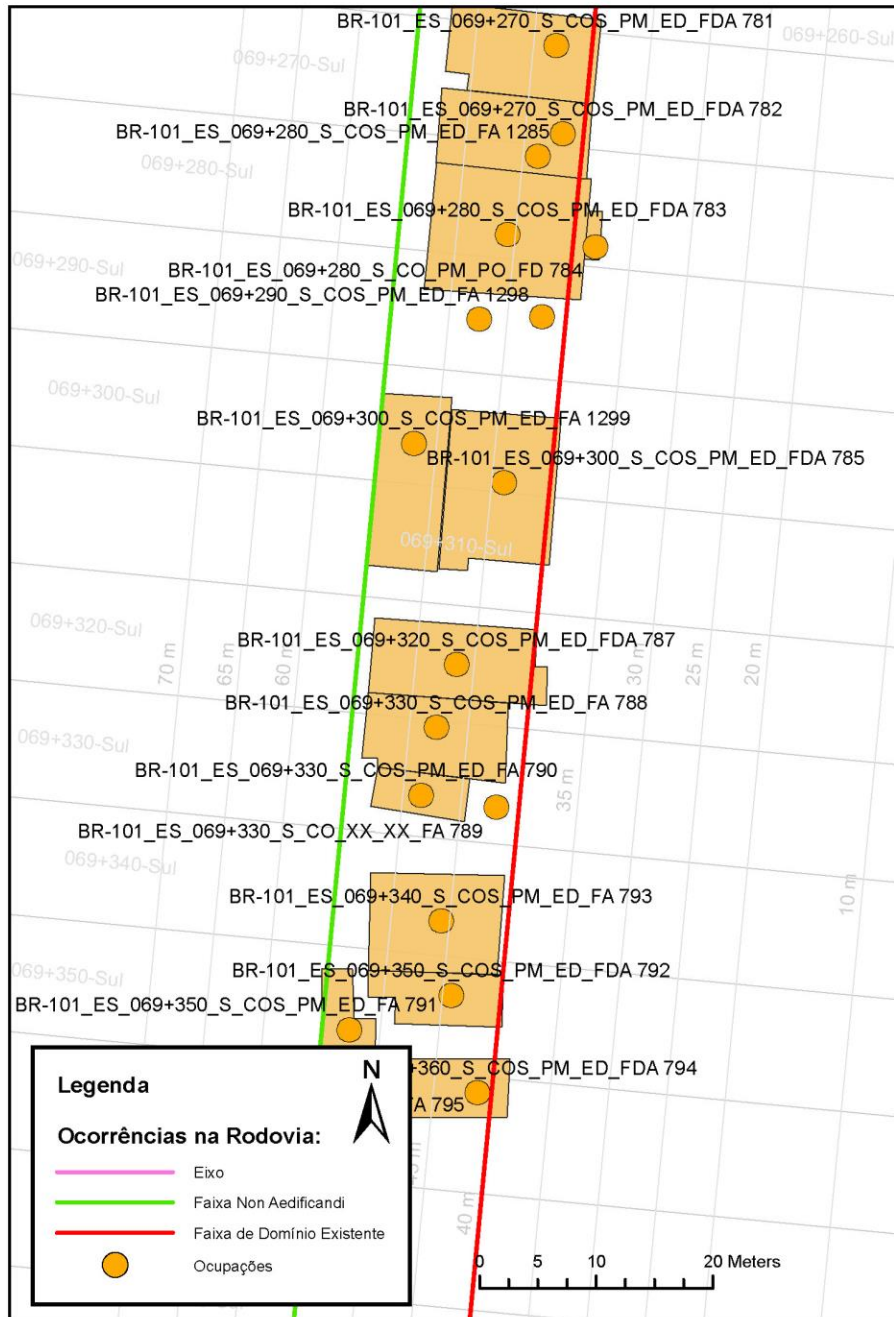 BR-101_ES_069+270_S_COS_PM_ED_FDA 781
069+260-Sul
069+270-Sul
BR-101_ES_069+270_S_COS_PM_ED_FDA 782
BR-101_ES_069+280_S_COS_PM_ED_FA 1285
069+280-Sul
BR-101_ES_069+280_S_COS_PM_ED_FDA 783
069+290-Sul
BR-101_ES_069+280_S_CO_PM_PO_FD 784
BR-101_ES_069+290_S_COS_PM_ED_FA 1298
069+300-Sul
BR-101_ES_069+300_S_COS_PM_ED_FA 1299
BR-101_ES_069+300_S_COS_PM_ED_FDA 785
069+310-Sul
069+320-Sul
BR-101_ES_069+320_S_COS_PM_ED_FDA 787
70 m
65 m
60 m
30 m
25 m
20 m
BR-101_ES_069+330_S_COS_PM_ED_FA 788
069+330-Sul
BR-101_ES_069+330_S_COS_PM_ED_FA 790
35 m
BR-101_ES_069+330_S_CO_XX_XX_FA 789
069+340-Sul
BR-101_ES_069+340_S_COS_PM_ED_FA 793
10 m
069+350-Sul
BR-101_ES_069+350_S_COS_PM_ED_FDA 792
BR-101_ES_069+350_S_COS_PM_ED_FA 791
+360_S_COS_PM_ED_FDA 794
FA 795
40 m
Legenda
N
Ocorrências na Rodovia:
Eixo
Faixa Non Aedificandi
Faixa de Domínio Existente
Ocupações
0 5 10 20 Meters